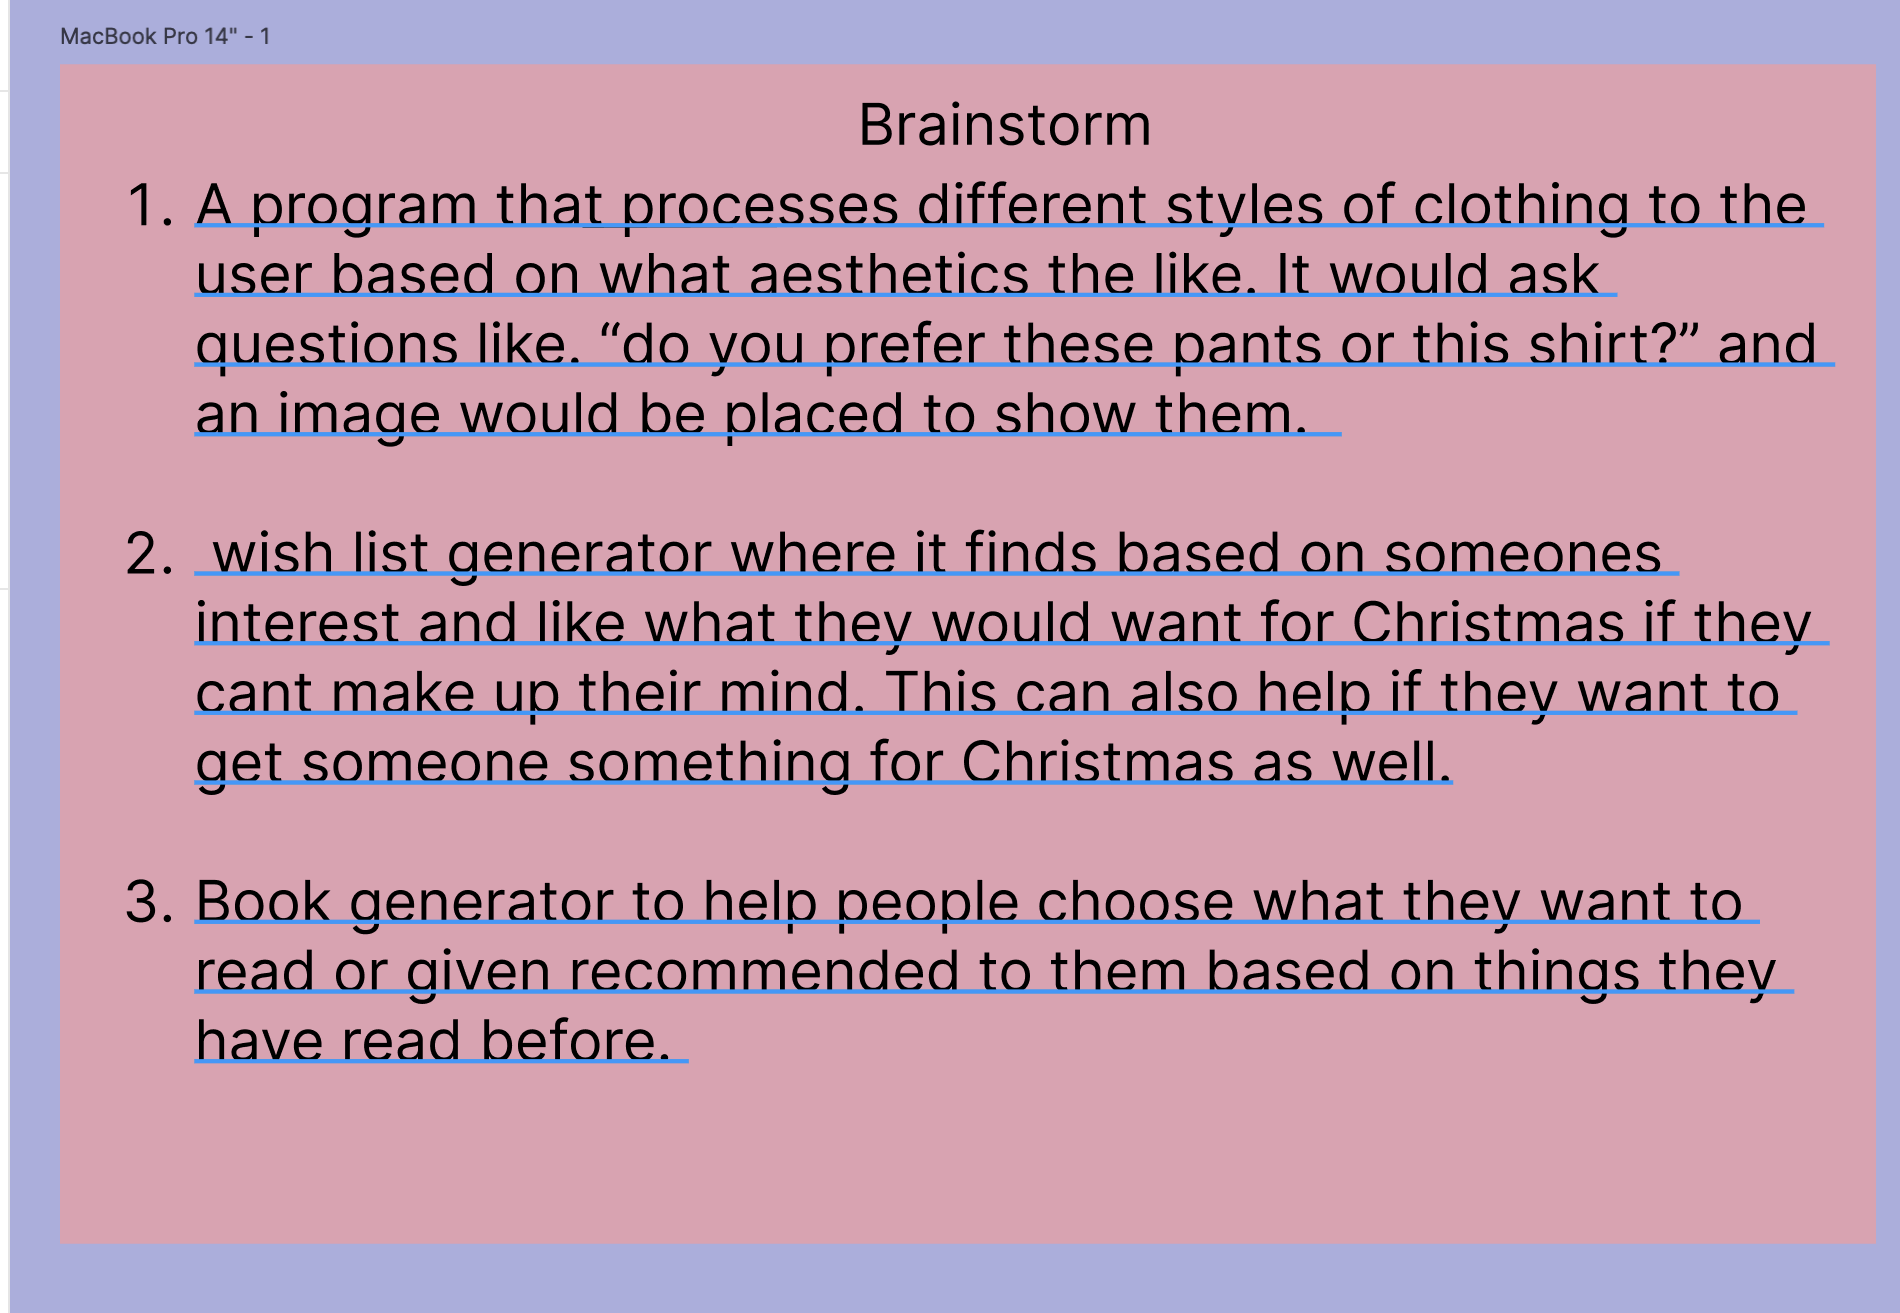 MacBook Pro 14" - 1
Brainstorm
1. A program that processes different styles of clothing to the
user based on what aesthetics the like. It would ask
questions like. “do you prefer these pants or this shirt?” and
an image would be placed to show them.
2. wish list generator where it finds based on someones
interest and like what they would want for Christmas if they
cant make up their mind. This can also help if they want to
get someone something for Christmas as well.
3. Book generator to help people choose what they want to
read or given recommended to them based on things they
have read before.